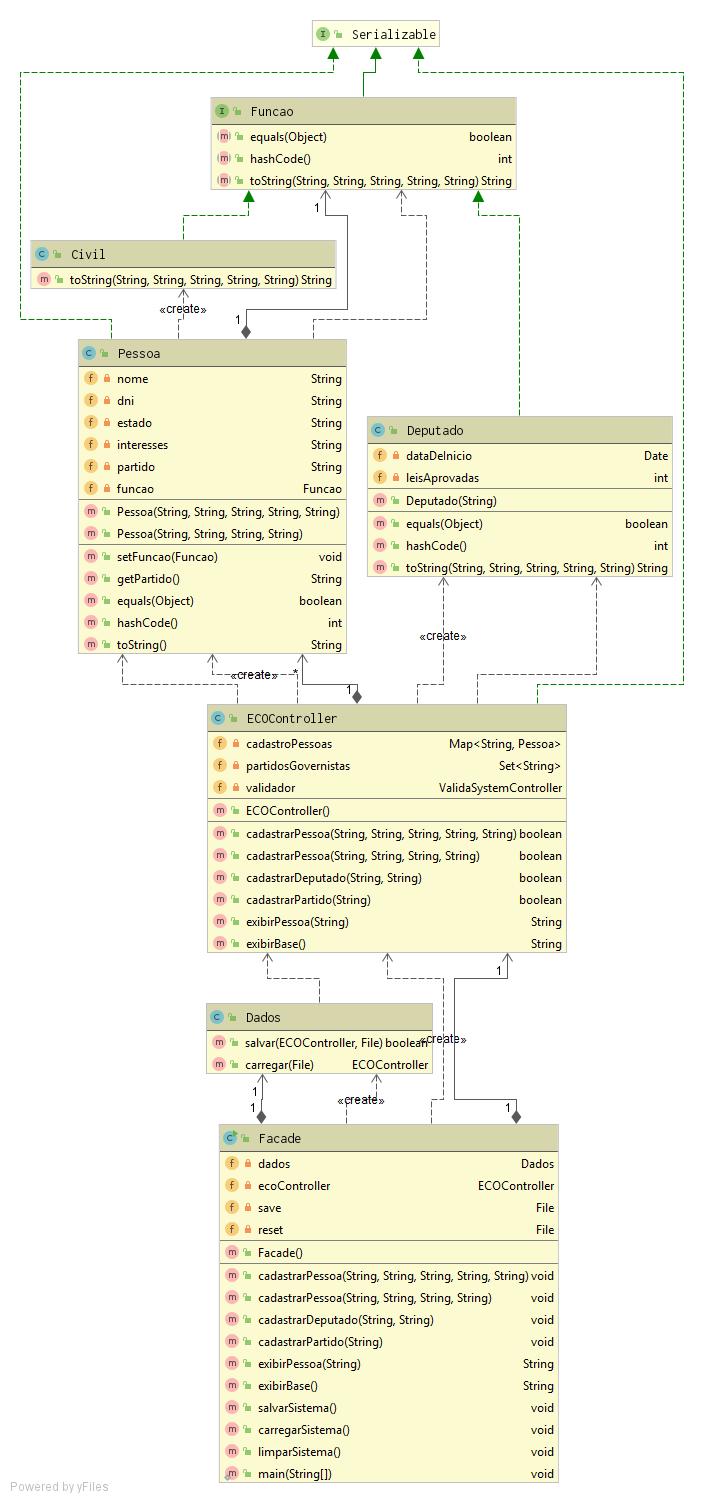 Serializable
Funcao
equals(Object) boolean
hashCode() int
toString(String, String, String, String, String) String
1
Civil
toString(String, String, String, String, String) String
«create»
1
Pessoa
nome String
dni String
estado String
interesses String
partido String
funcao Funcao
Pessoa(String, String, String, String, String)
Pessoa(String, String, String, String)
setFuncao(Funcao) void
getPartido() String
equals(Object) boolean
hashCode() int
toString() String
Deputado
dataDeInicio Date
leisAprovadas int
Deputado(String)
equals(Object) boolean
hashCode() int
toString(String, String, String, String, String) String
«create»
«create»
*
1
ECOController
cadastroPessoas Map<String, Pessoa>
partidosGovernistas Set<String>
validador ValidaSystemController
ECOController()
cadastrarPessoa(String, String, String, String, String) boolean
cadastrarPessoa(String, String, String, String) boolean
cadastrarDeputado(String, String) boolean
cadastrarPartido(String) boolean
exibirPessoa(String) String
exibirBase() String
1
Dados
salvar(ECOController, File) boolean
carregar(File) ECOController
«create»
1
1
«create»
1
Facade
dados Dados
ecoController ECOController
save File
reset File
Facade()
cadastrarPessoa(String, String, String, String, String) void
cadastrarPessoa(String, String, String, String) void
cadastrarDeputado(String, String) void
cadastrarPartido(String) void
exibirPessoa(String) String
exibirBase() String
salvarSistema() void
carregarSistema() void
limparSistema() void
main(String[]) void
Powered by yFiles